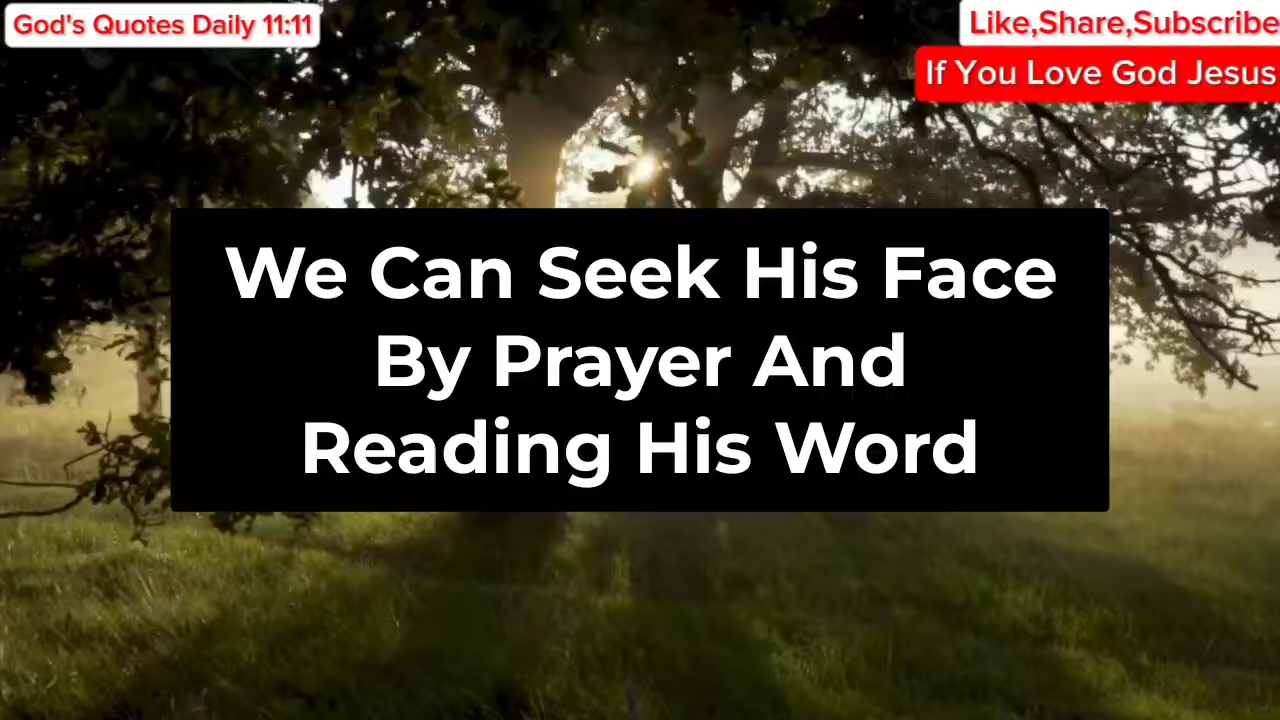 God's Quotes Daily 11:11
Like,Share,Subscribe
If You Love God Jesus
We Can Seek His Face
By Prayer And
Reading His Word